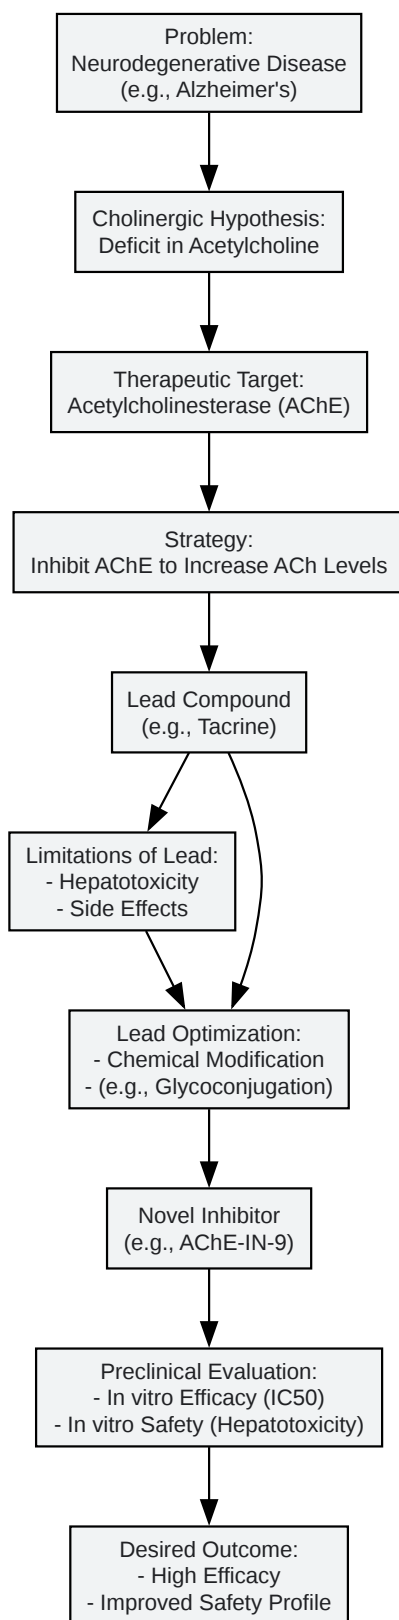 Problem:
Neurodegenerative Disease
(e.g., Alzheimer's)
Cholinergic Hypothesis:
Deficit in Acetylcholine
Therapeutic Target:
Acetylcholinesterase (AChE)
Strategy:
Inhibit AChE to Increase ACh Levels
Lead Compound
(e.g., Tacrine)
Limitations of Lead:
- Hepatotoxicity
- Side Effects
Lead Optimization:
- Chemical Modification
- (e.g., Glycoconjugation)
Novel Inhibitor
(e.g., AChE-IN-9)
Preclinical Evaluation:
- In vitro Efficacy (IC50)
- In vitro Safety (Hepatotoxicity)
Desired Outcome:
- High Efficacy
- Improved Safety Profile